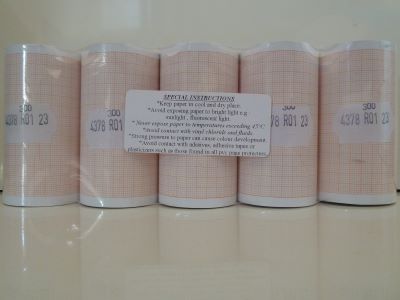 300
4378 R01 23
300
4378 R01
SPECIAL INSTRUCTIONS
*Keep paper in cool and dry place.
*Avoid exposing paper to bright light e.g
sunlight , fluorescent light.
* Never expose paper to temperatures exceeding 45°C
*Avoid contact with vinyl chloride and fluids.
*Strong pressure to paper can cause colour development.
*Avoid contact with adesives; adhesive tapes or
plasticizers such as those found in all pvc page protectors.
300
4378 R01 23
300
4378 R01 23